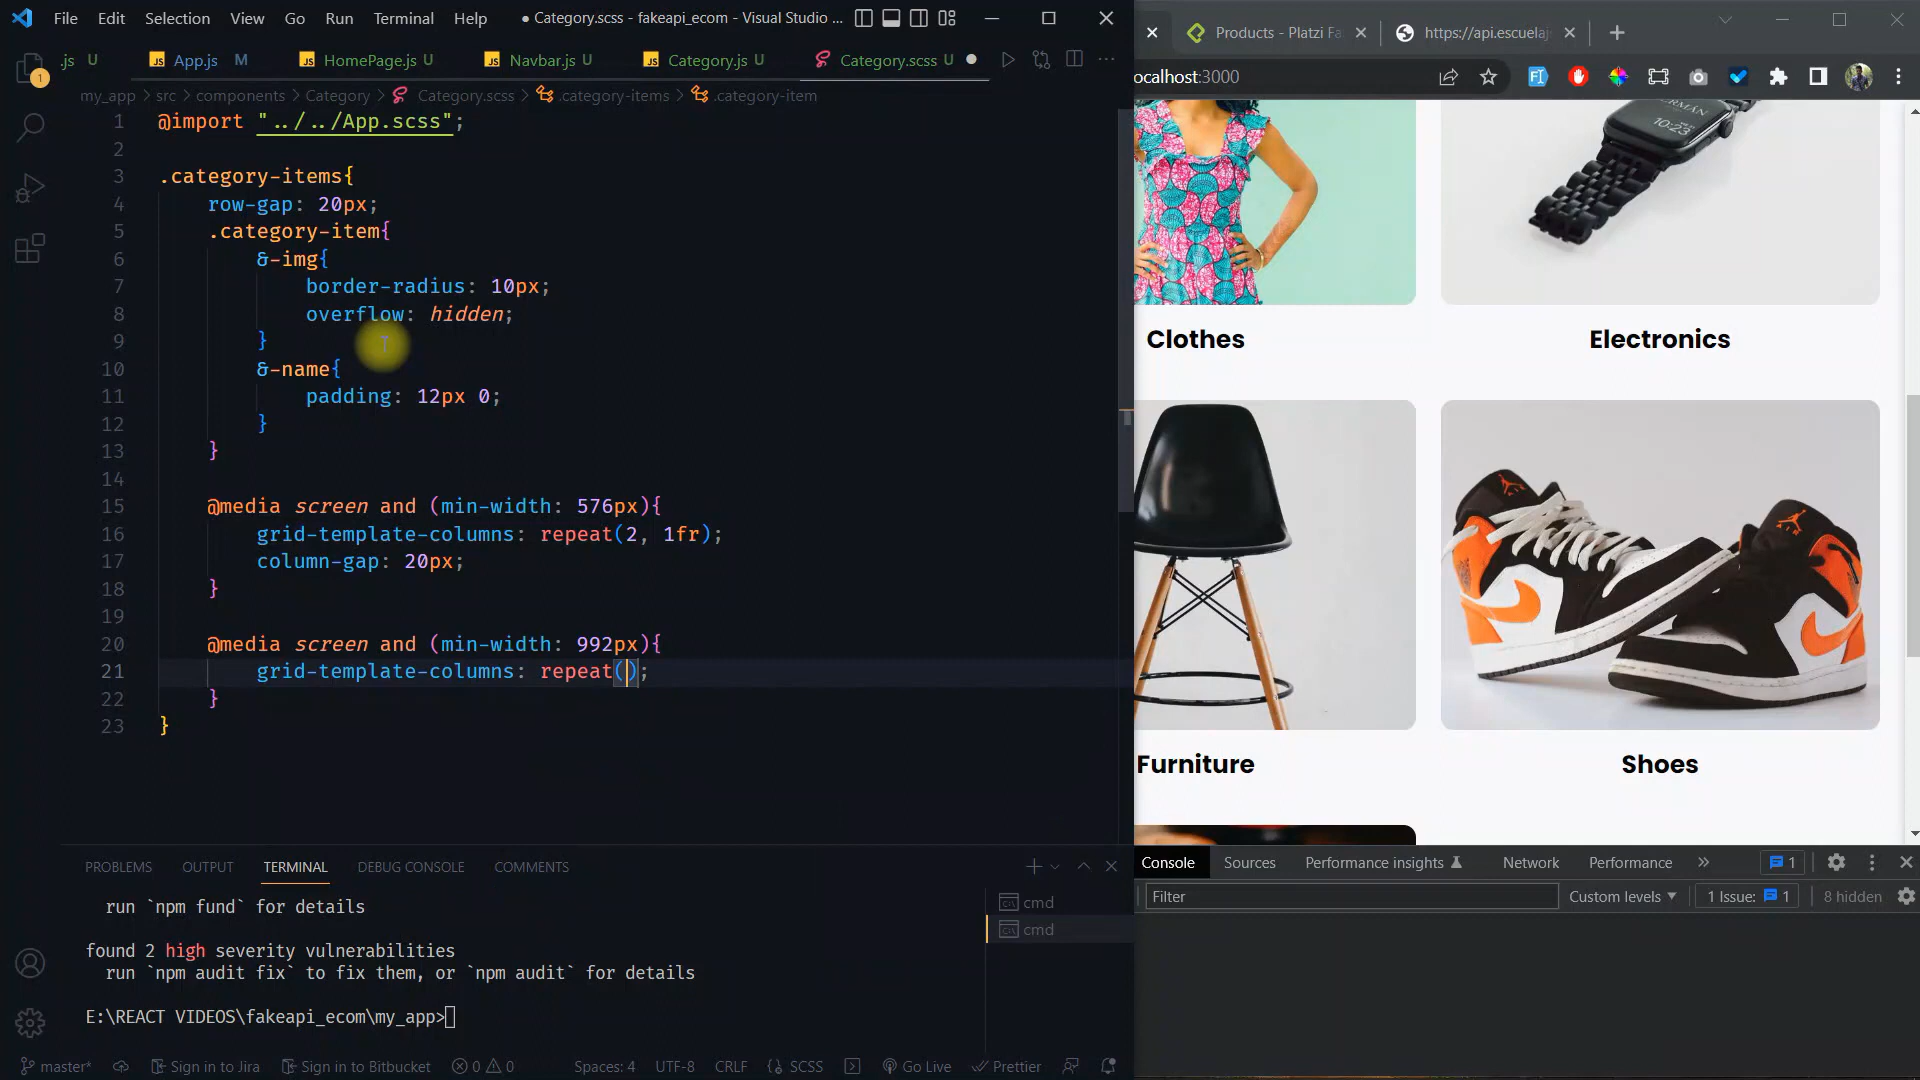 File Edit Selection View Go Run Terminal Help ● Category.scss - fakeapi_ecom - Visual Studio ...
.js U App.js M HomePage.js U Navbar.js U Category.js U Category.scss U ●
my_app > src > components > Category > Category.scss > .category-items > .category-item
1 @import "../../App.scss";
2
3 .category-items{
4 row-gap: 20px;
5 .category-item{
6 &-img{
7 border-radius: 10px;
8 overflow: hidden;
9 }
10 &-name{
11 padding: 12px 0;
12 }
13 }
14
15 @media screen and (min-width: 576px){
16 grid-template-columns: repeat(2, 1fr);
17 column-gap: 20px;
18 }
19
20 @media screen and (min-width: 992px){
21 grid-template-columns: repeat();
22 }
23 }
PROBLEMS OUTPUT TERMINAL DEBUG CONSOLE COMMENTS
run `npm fund` for details
found 2 high severity vulnerabilities
run `npm audit fix` to fix them, or `npm audit` for details
E:\REACT VIDEOS\fakeapi_ecom\my_app>
cmd
cmd
1
master* Sign in to Jira Sign in to Bitbucket 0 0 Spaces: 4 UTF-8 CRLF {} SCSS Go Live Prettier
Products - Platzi Fa https://api.escuelaj
ocalhost:3000
HERMÈS
10:23
Clothes Electronics
AIR
AIR
Furniture Shoes
Console Sources Performance insights Network Performance » 1
Filter Custom levels 1 Issue: 1 8 hidden